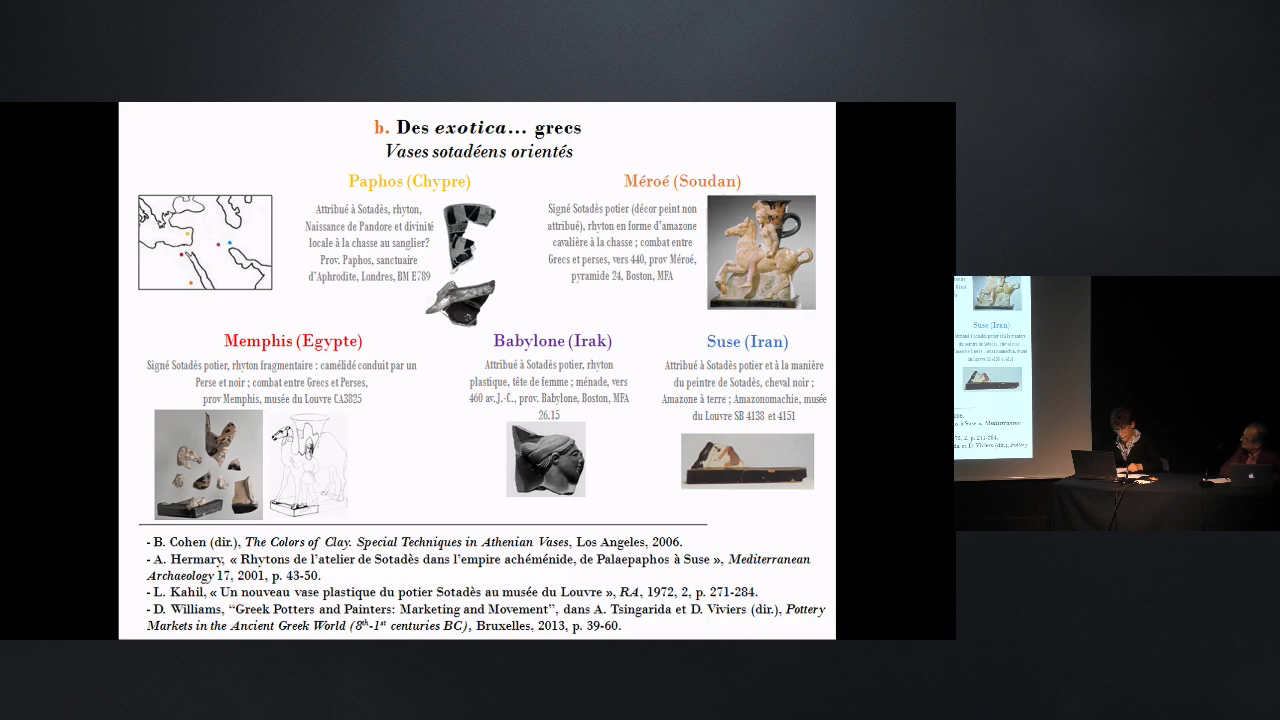 b. Des exotica… grecs
Vases sotadéens orientés
Paphos (Chypre)
Attribué à Sotadès, rhyton,
Naissance de Pandore et divinité
locale à la chasse au sanglier?
Prov. Paphos, sanctuaire
d'Aphrodite, Londres, BM E789
Méroé (Soudan)
Signé Sotadès potier (décor peint non
attribué), rhyton en forme d'amazone
cavalière à la chasse ; combat entre
Grecs et perses, vers 440, prov Méroé,
pyramide 24, Boston, MFA
Memphis (Egypte)
Signé Sotadès potier, rhyton fragmentaire : camélidé conduit par un
Perse et noir ; combat entre Grecs et Perses,
prov Memphis, musée du Louvre CA3825
Babylone (Irak)
Attribué à Sotadès potier, rhyton
plastique, tête de femme ; ménade, vers
460 av.J.-C., prov. Babylone, Boston, MFA
26.15
Suse (Iran)
Attribué à Sotadès potier et à la manière
du peintre de Sotadès, cheval noir ;
Amazone à terre ; Amazonomachie, musée
du Louvre SB 4138 et 4151
- B. Cohen (dir.), The Colors of Clay. Special Techniques in Athenian Vases, Los Angeles, 2006.
- A. Hermary, « Rhytons de l'atelier de Sotadès dans l'empire achéménide, de Palaepaphos à Suse », Mediterranean
Archaeology 17, 2001, p. 43-50.
- L. Kahil, « Un nouveau vase plastique du potier Sotadès au musée du Louvre », RA, 1972, 2, p. 271-284.
- D. Williams, “Greek Potters and Painters: Marketing and Movement”, dans A. Tsingarida et D. Viviers (dir.), Pottery
Markets in the Ancient Greek World (8th-1st centuries BC), Bruxelles, 2013, p. 39-60.
Suse (Iran)